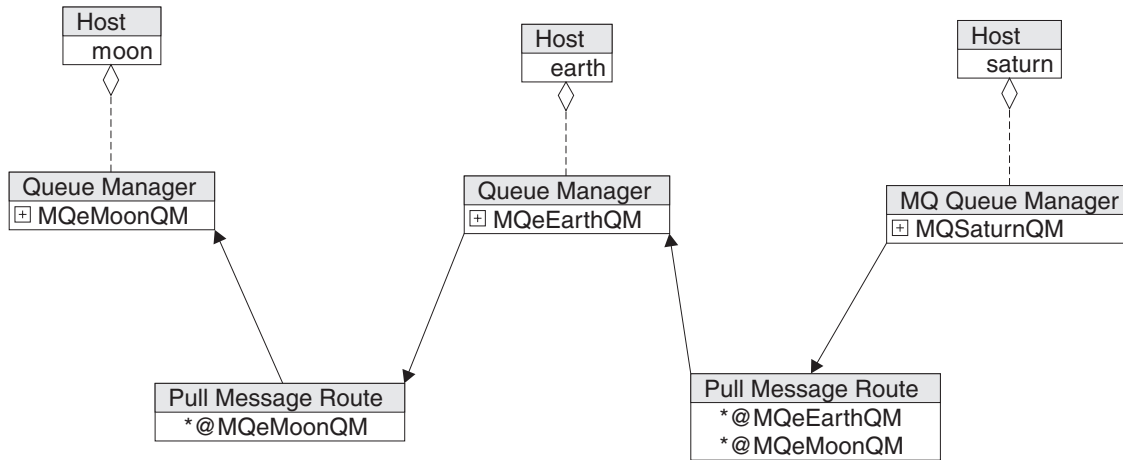 Host
moon
Host
earth
Host
saturn
Queue Manager
MQeMoonQM
Queue Manager
MQeEarthQM
MQ Queue Manager
MQSaturnQM
Pull Message Route
*@MQeMoonQM
Pull Message Route
*@MQeEarthQM
*@MQeMoonQM